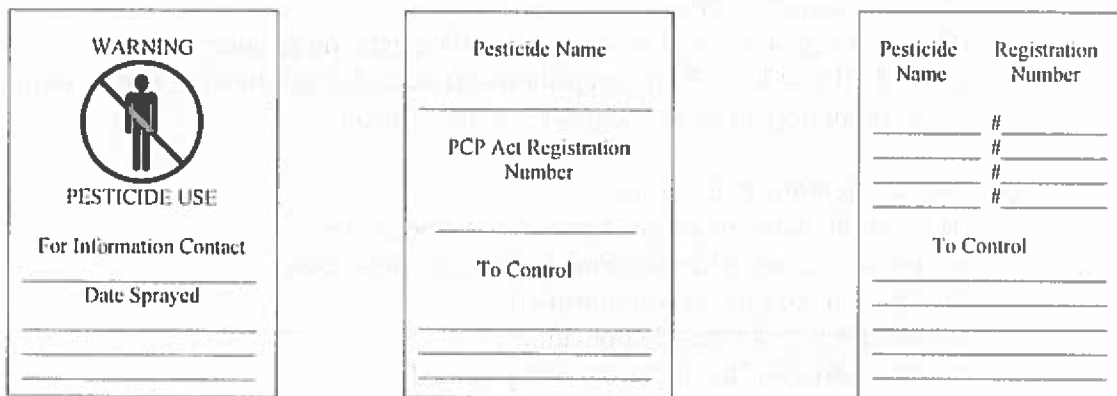 WARNING
PESTICIDE USE
For Information Contact
Date Sprayed
Pesticide Name
PCP Act Registration
Number
To Control
Pesticide Registration
Name Number
#
#
#
#
To Control